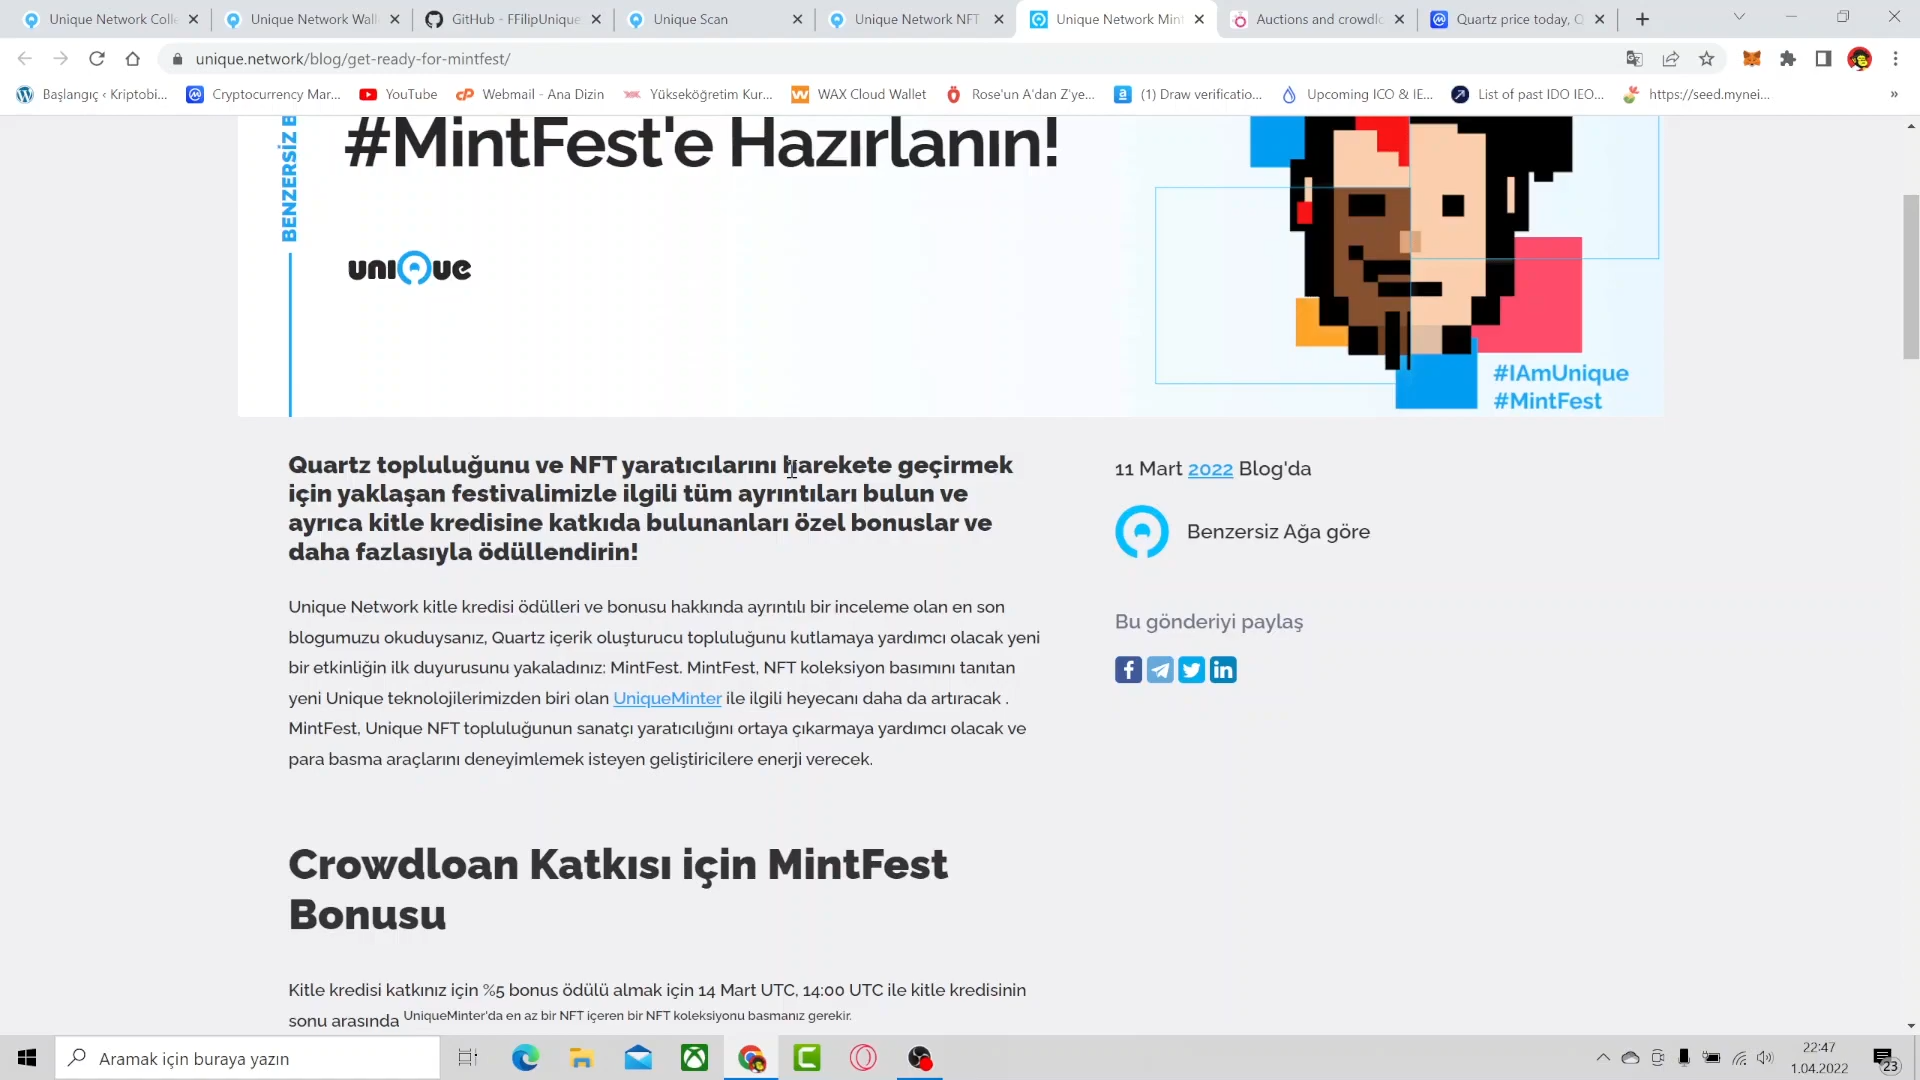 Unique Network Colle
Unique Network Wall
GitHub - FFilipUnique
Unique Scan
Unique Network NFT
Unique Network Mint
Auctions and crowdlo
Quartz price today, Q
unique.network/blog/get-ready-for-mintfest/
Başlangıç ‹ Kriptobi...
Cryptocurrency Mar...
YouTube
Webmail - Ana Dizin
Yükseköğretim Kur...
WAX Cloud Wallet
Rose'un A'dan Z'ye...
(1) Draw verificatio...
Upcoming ICO & IE...
List of past IDO IEO...
https://seed.mynei...
»
BENZERSİZ B
#MintFest'e Hazırlanın!
unique
#IAmUnique
#MintFest
Quartz topluluğunu ve NFT yaratıcılarını harekete geçirmek
için yaklaşan festivalimizle ilgili tüm ayrıntıları bulun ve
ayrıca kitle kredisine katkıda bulunanları özel bonuslar ve
daha fazlasıyla ödüllendirin!
11 Mart 2022 Blog'da
Benzersiz Ağa göre
Bu gönderiyi paylaş
Unique Network kitle kredisi ödülleri ve bonusu hakkında ayrıntılı bir inceleme olan en son
blogumuzu okuduysanız, Quartz içerik oluşturucu topluluğunu kutlamaya yardımcı olacak yeni
bir etkinliğin ilk duyurusunu yakaladınız: MintFest. MintFest, NFT koleksiyon basımını tanıtan
yeni Unique teknolojilerimizden biri olan UniqueMinter ile ilgili heyecanı daha da artıracak .
MintFest, Unique NFT topluluğunun sanatçı yaratıcılığını ortaya çıkarmaya yardımcı olacak ve
para basma araçlarını deneyimlemek isteyen geliştiricilere enerji verecek.
Crowdloan Katkısı için MintFest
Bonusu
Kitle kredisi katkınız için %5 bonus ödülü almak için 14 Mart UTC, 14:00 UTC ile kitle kredisinin
sonu arasında UniqueMinter'da en az bir NFT içeren bir NFT koleksiyonu basmanız gerekir.
Aramak için buraya yazın
22:47
1.04.2022
23